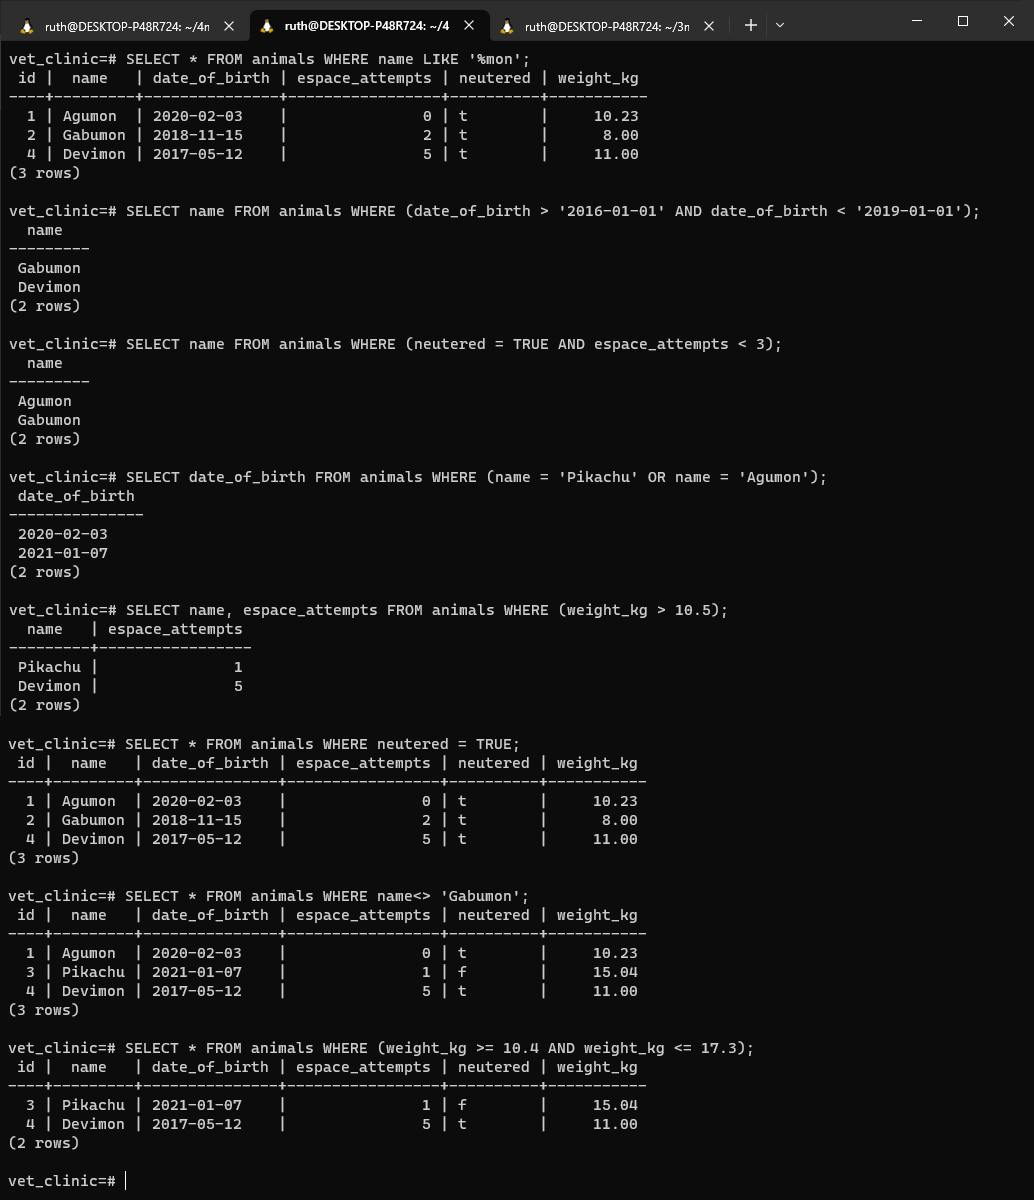 ruth@DESKTOP-P48R724: ~/4n
ruth@DESKTOP-P48R724: ~/4
ruth@DESKTOP-P48R724: ~/3n
vet_clinic=# SELECT * FROM animals WHERE name LIKE '%mon';
 id |  name   | date_of_birth | espace_attempts | neutered | weight_kg
----+---------+---------------+-----------------+----------+-----------
  1 | Agumon  | 2020-02-03    |               0 | t        |     10.23
  2 | Gabumon | 2018-11-15    |               2 | t        |      8.00
  4 | Devimon | 2017-05-12    |               5 | t        |     11.00
(3 rows)
vet_clinic=# SELECT name FROM animals WHERE (date_of_birth > '2016-01-01' AND date_of_birth < '2019-01-01');
  name
---------
 Gabumon
 Devimon
(2 rows)
vet_clinic=# SELECT name FROM animals WHERE (neutered = TRUE AND espace_attempts < 3);
  name
---------
 Agumon
 Gabumon
(2 rows)
vet_clinic=# SELECT date_of_birth FROM animals WHERE (name = 'Pikachu' OR name = 'Agumon');
 date_of_birth
---------------
 2020-02-03
 2021-01-07
(2 rows)
vet_clinic=# SELECT name, espace_attempts FROM animals WHERE (weight_kg > 10.5);
  name   | espace_attempts
---------+-----------------
 Pikachu |               1
 Devimon |               5
(2 rows)
vet_clinic=# SELECT * FROM animals WHERE neutered = TRUE;
 id |  name   | date_of_birth | espace_attempts | neutered | weight_kg
----+---------+---------------+-----------------+----------+-----------
  1 | Agumon  | 2020-02-03    |               0 | t        |     10.23
  2 | Gabumon | 2018-11-15    |               2 | t        |      8.00
  4 | Devimon | 2017-05-12    |               5 | t        |     11.00
(3 rows)
vet_clinic=# SELECT * FROM animals WHERE name<> 'Gabumon';
 id |  name   | date_of_birth | espace_attempts | neutered | weight_kg
----+---------+---------------+-----------------+----------+-----------
  1 | Agumon  | 2020-02-03    |               0 | t        |     10.23
  3 | Pikachu | 2021-01-07    |               1 | f        |     15.04
  4 | Devimon | 2017-05-12    |               5 | t        |     11.00
(3 rows)
vet_clinic=# SELECT * FROM animals WHERE (weight_kg >= 10.4 AND weight_kg <= 17.3);
 id |  name   | date_of_birth | espace_attempts | neutered | weight_kg
----+---------+---------------+-----------------+----------+-----------
  3 | Pikachu | 2021-01-07    |               1 | f        |     15.04
  4 | Devimon | 2017-05-12    |               5 | t        |     11.00
(2 rows)
vet_clinic=#